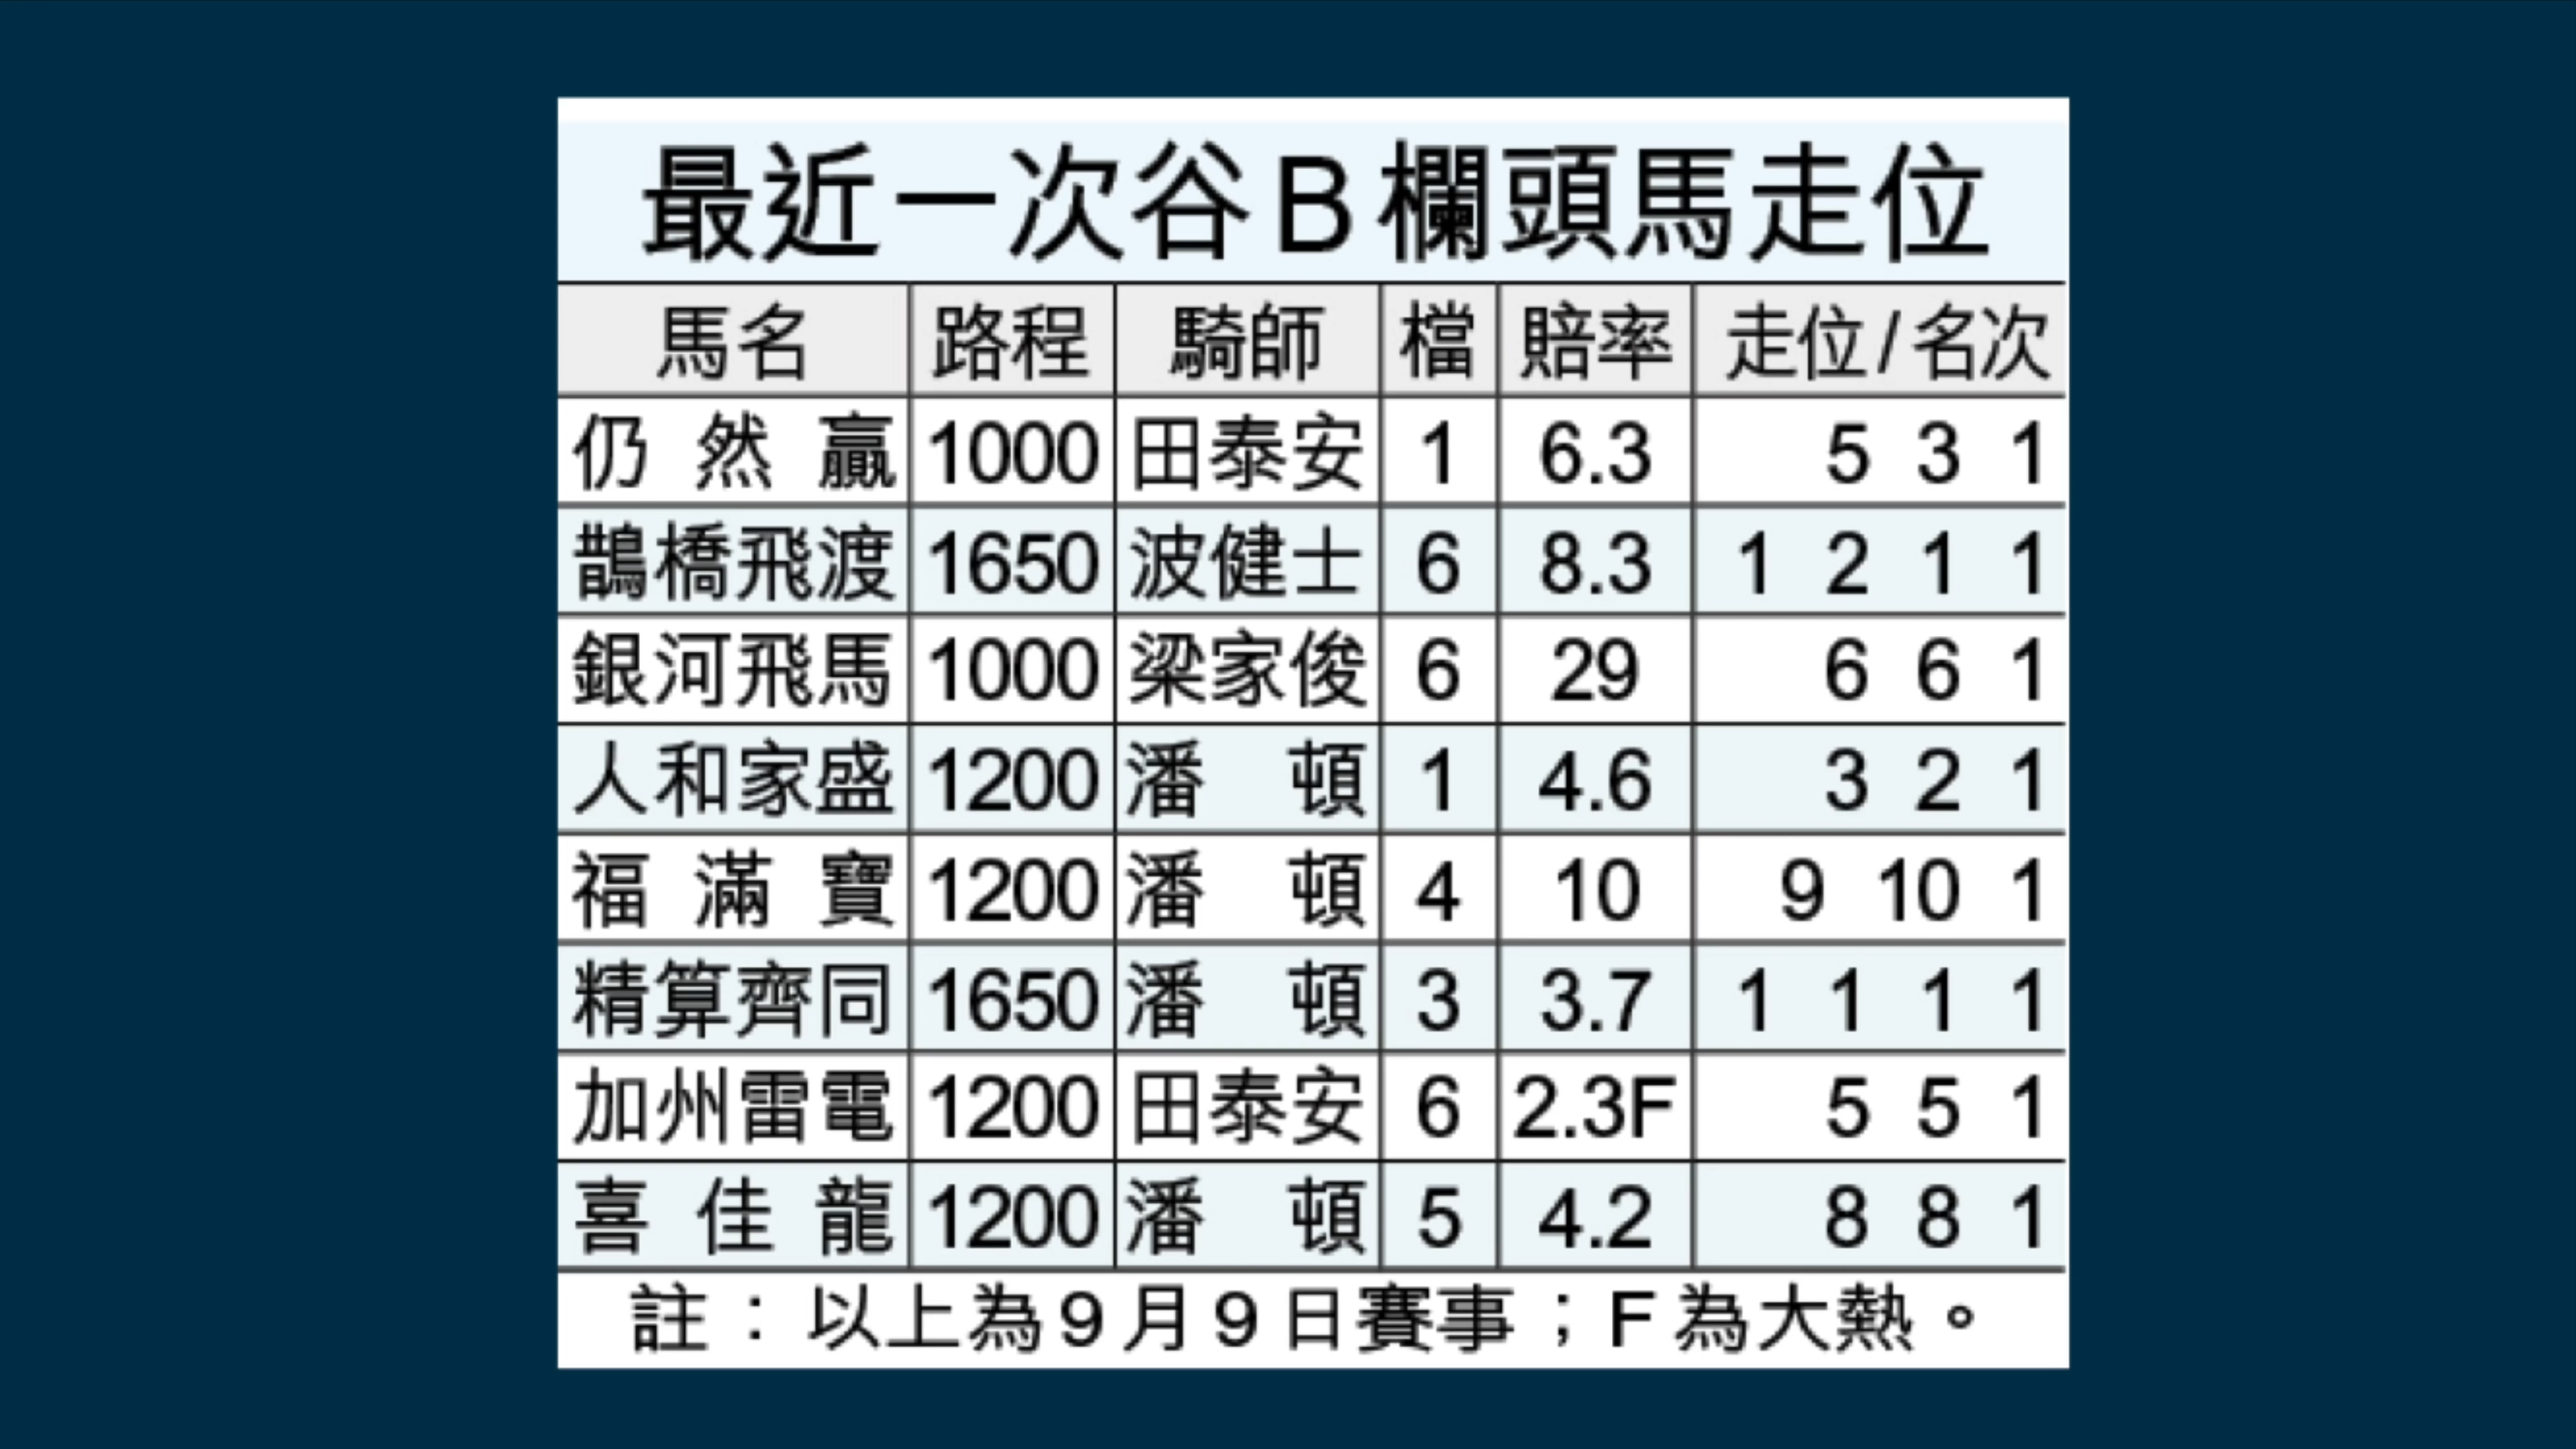 最近一次谷B欄頭馬走位
馬名 路程 騎師 檔 賠率 走位/名次
仍然贏 1000 田泰安 1 6.3 5 3 1
鵲橋飛渡 1650 波健士 6 8.3 1 2 1 1
銀河飛馬 1000 梁家俊 6 29 6 6 1
人和家盛 1200 潘頓 1 4.6 3 2 1
福滿寶 1200 潘頓 4 10 9 10 1
精算齊同 1650 潘頓 3 3.7 1 1 1 1
加州雷電 1200 田泰安 6 2.3F 5 5 1
喜佳龍 1200 潘頓 5 4.2 8 8 1
註：以上為9月9日賽事；F為大熱。